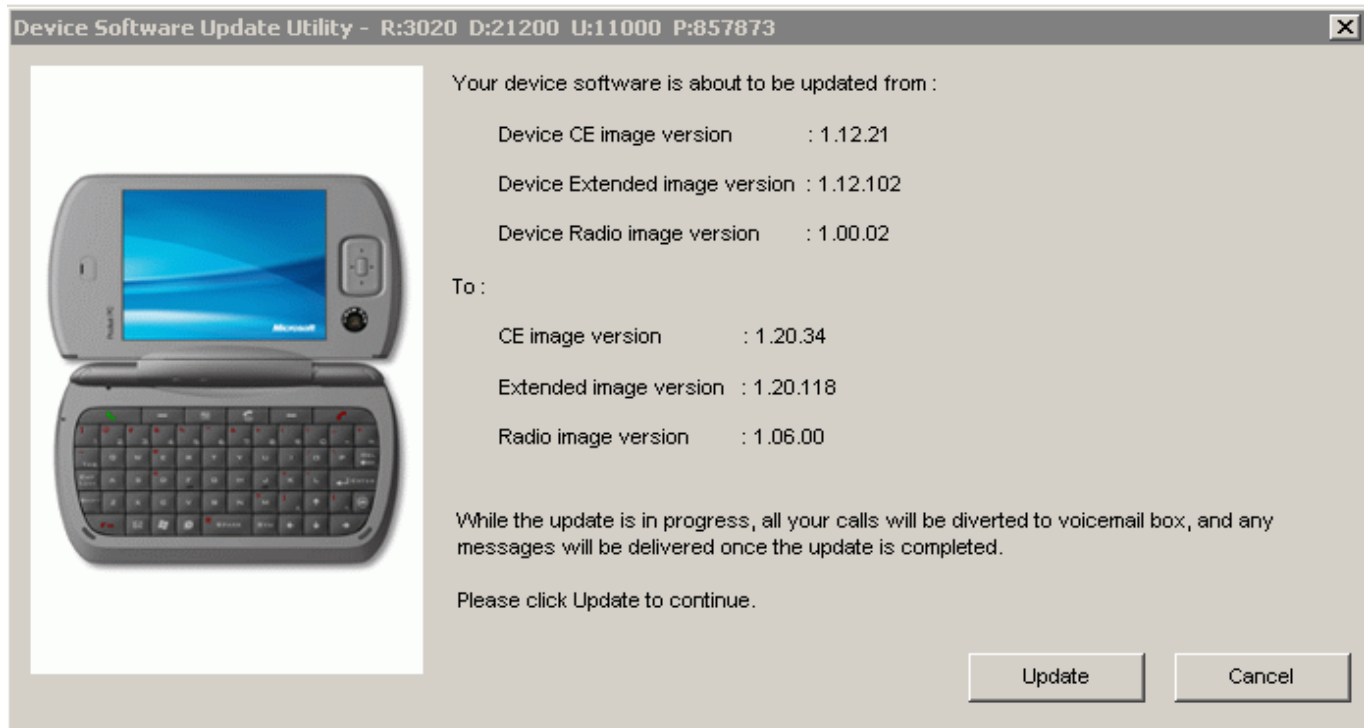 Device Software Update Utility - R:3020 D:21200 U:11000 P:857873
Your device software is about to be updated from :
Device CE image version : 1.12.21
Device Extended image version : 1.12.102
Device Radio image version : 1.00.02
To :
CE image version : 1.20.34
Extended image version : 1.20.118
Radio image version : 1.06.00
While the update is in progress, all your calls will be diverted to voicemail box, and any
messages will be delivered once the update is completed.
Please click Update to continue.
Update Cancel
Pocket PC
Microsoft